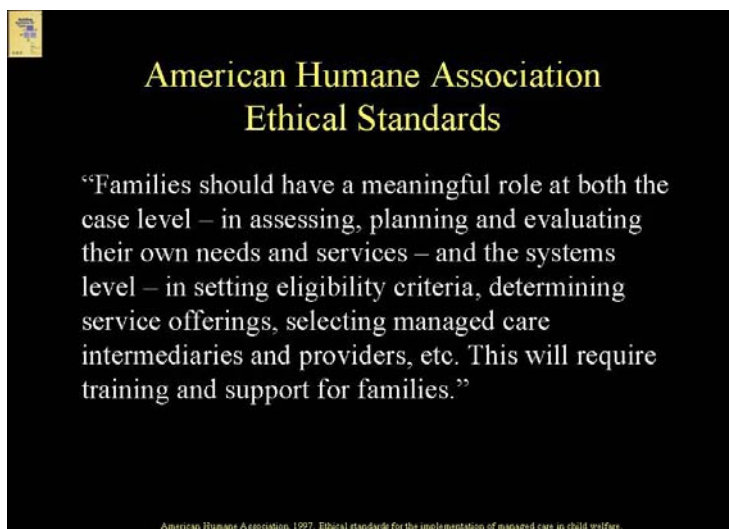 American Humane Association
Ethical Standards
“Families should have a meaningful role at both the
case level – in assessing, planning and evaluating
their own needs and services – and the systems
level – in setting eligibility criteria, determining
service offerings, selecting managed care
intermediaries and providers, etc. This will require
training and support for families.”
American Humane Association, 1997. Ethical standards for the implementation of managed care in child welfare.